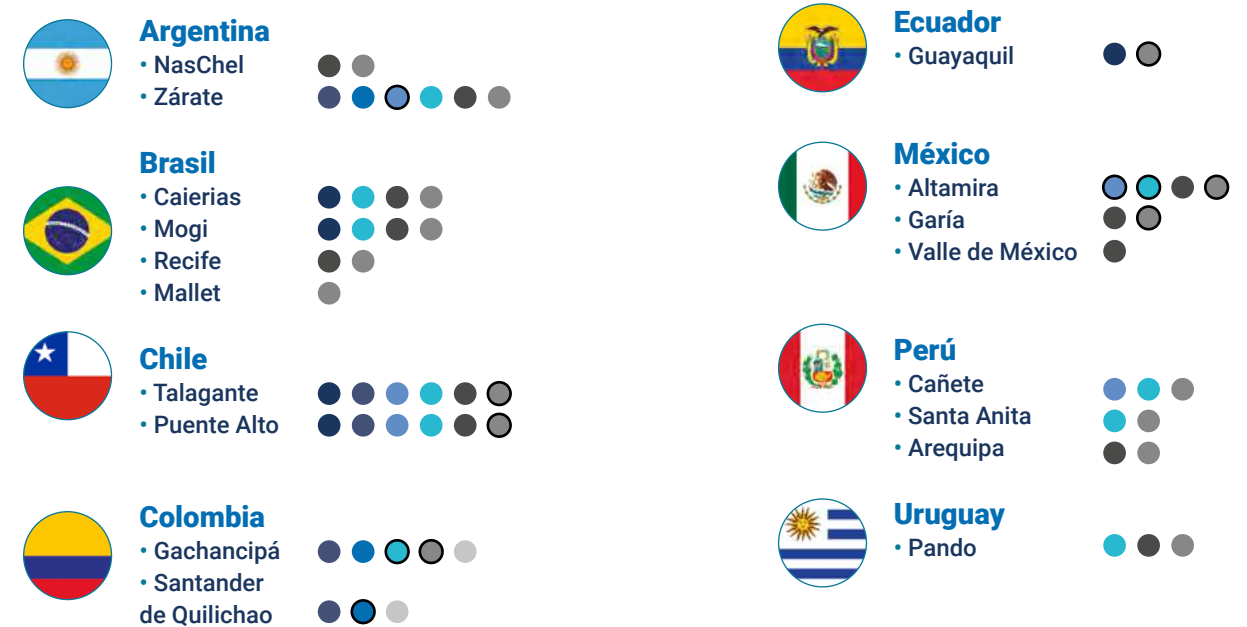 Argentina
• NasChel
• Zárate
Brasil
• Caierias
• Mogi
• Recife
• Mallet
Chile
• Talagante
• Puente Alto
Colombia
• Gachancipá
• Santander
de Quilichao
Ecuador
• Guayaquil
México
• Altamira
• Garía
• Valle de México
Perú
• Cañete
• Santa Anita
• Arequipa
Uruguay
• Pando